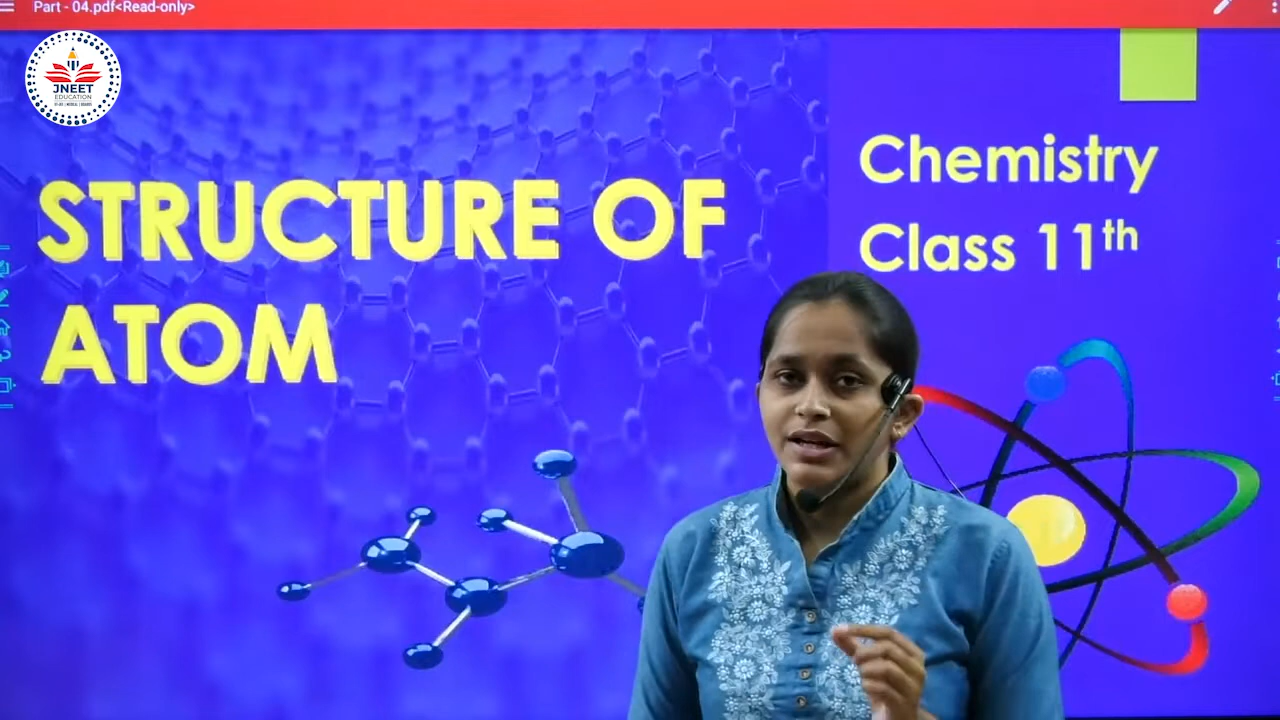 Part - 04.pdf<Read-only>
JNEET
EDUCATION
STRUCTURE OF
ATOM
Chemistry
Class 11th